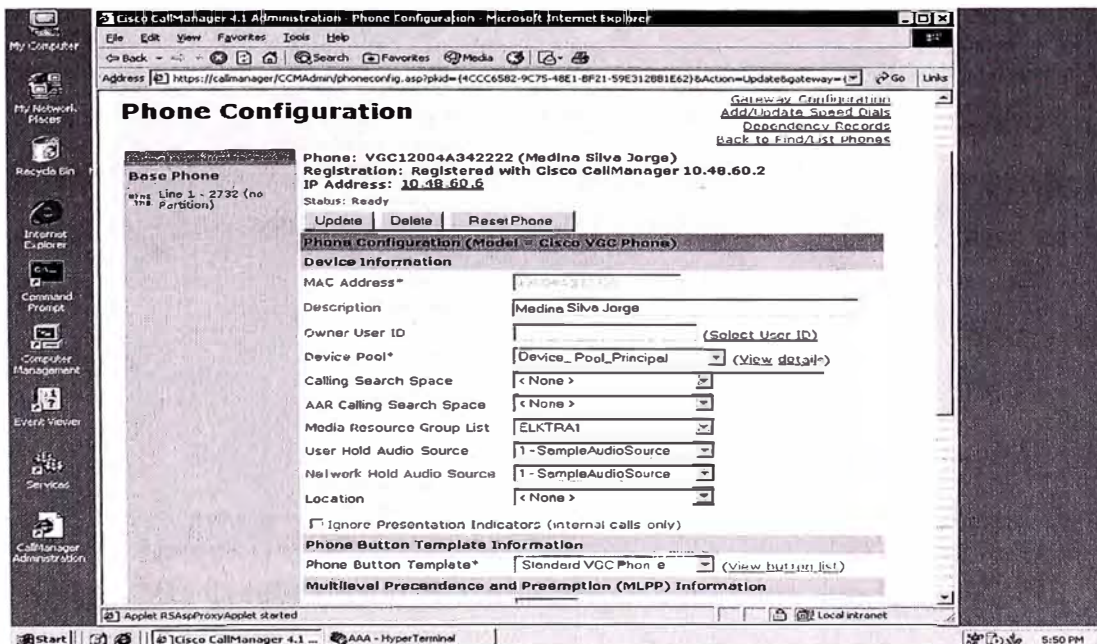 Cisco CallManager 4.1 Administration - Phone Configuration - Microsoft Internet Explorer
File Edit View Favorites Tools Help
Back Search Favorites Media
Address https://callmanager/CCMAdmin/phoneconfig.asp?pkid={4CCC6582-9C75-48E1-8F21-59E312BB1E62}&Action=Update&gateway={ Go Links
My Computer
My Network Places
Recycle Bin
Internet Explorer
Command Prompt
Computer Management
Event Viewer
Services
CallManager Administration
Phone Configuration
Gateway Configuration
Add/Update Speed Dials
Dependency Records
Back to Find/List Phones
Base Phone
Line 1 - 2732 (no Partition)
Phone: VGC12004A342222 (Medina Silva Jorge)
Registration: Registered with Cisco CallManager 10.48.60.2
IP Address: 10.48.60.6
Status: Ready
Update Delete Reset Phone
Phone Configuration (Model = Cisco VGC Phone)
Device Information
MAC Address*
Description Medina Silva Jorge
Owner User ID (Select User ID)
Device Pool* Device_Pool_Principal (View details)
Calling Search Space < None >
AAR Calling Search Space < None >
Media Resource Group List ELKTRA1
User Hold Audio Source 1 - SampleAudioSource
Network Hold Audio Source 1 - SampleAudioSource
Location < None >
Ignore Presentation Indicators (internal calls only)
Phone Button Template Information
Phone Button Template* Standard VGC Phone (View button list)
Multilevel Precendence and Preemption (MLPP) Information
Applet RSAspProxyApplet started Local intranet
Start Cisco CallManager 4.1 ... AAA - HyperTerminal 5:50 PM